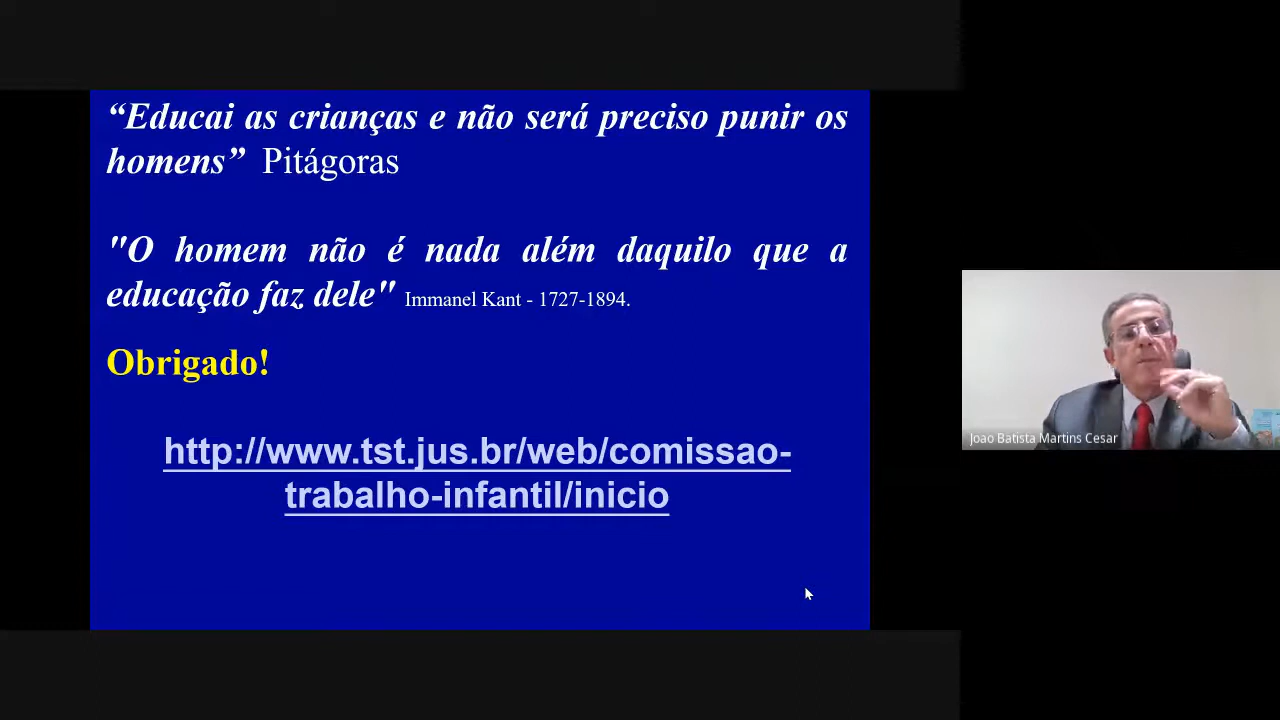 “Educai as crianças e não será preciso punir os
homens” Pitágoras
"O homem não é nada além daquilo que a
educação faz dele" Immanel Kant - 1727-1894.
Obrigado!
http://www.tst.jus.br/web/comissao-
trabalho-infantil/inicio
Joao Batista Martins Cesar